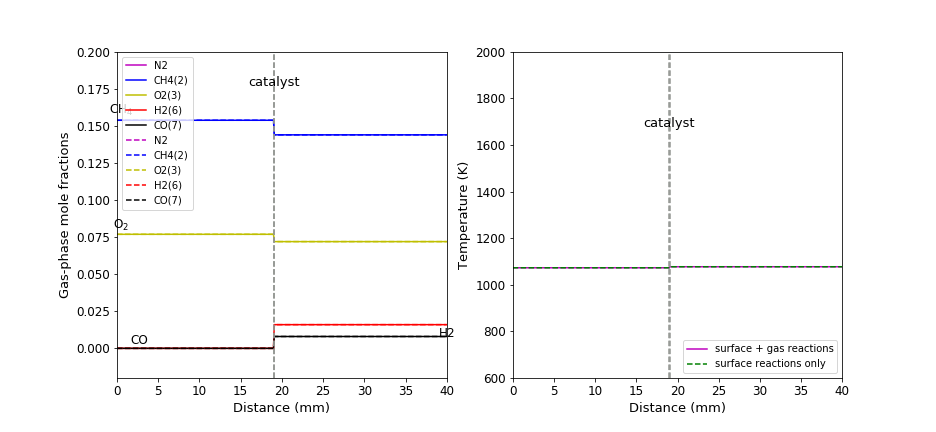 0.200
0.175
0.150
0.125
0.100
0.075
0.050
0.025
0.000
Gas-phase mole fractions
N2
CH4(2)
O2(3)
H2(6)
CO(7)
N2
CH4(2)
O2(3)
H2(6)
CO(7)
catalyst
CH₄
O₂
CO
H2
0 5 10 15 20 25 30 35 40
Distance (mm)
2000
1800
1600
1400
1200
1000
800
600
Temperature (K)
catalyst
surface + gas reactions
surface reactions only
0 5 10 15 20 25 30 35 40
Distance (mm)